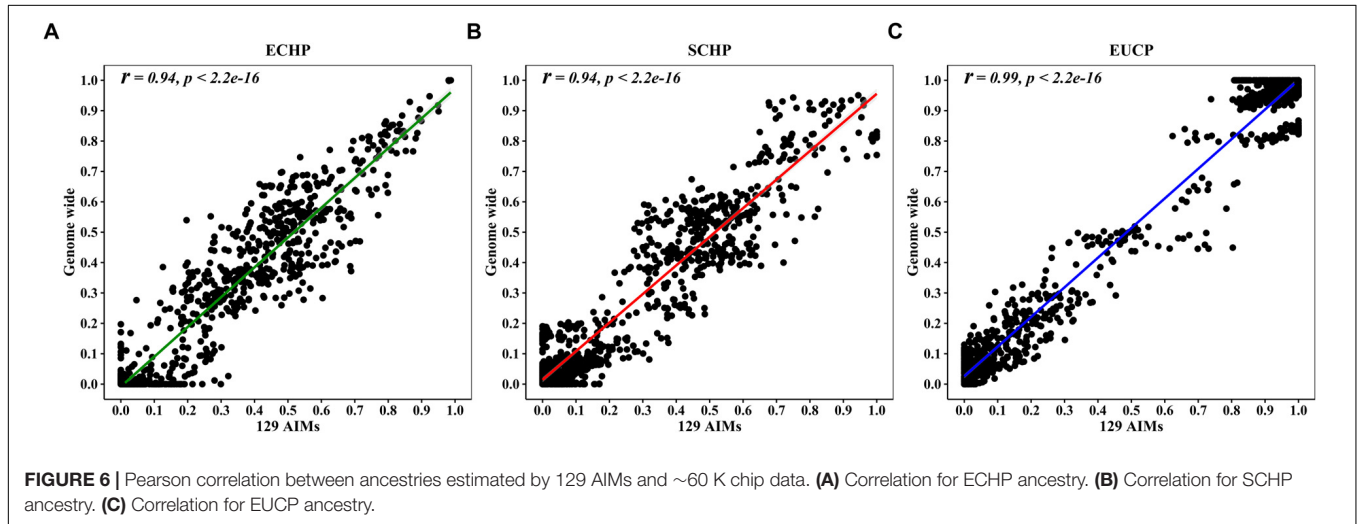 A
ECHP
r = 0.94, p < 2.2e-16
Genome wide
1.0
0.9
0.8
0.7
0.6
0.5
0.4
0.3
0.2
0.1
0.0
0.0 0.1 0.2 0.3 0.4 0.5 0.6 0.7 0.8 0.9 1.0
129 AIMs
B
SCHP
r = 0.94, p < 2.2e-16
Genome wide
1.0
0.9
0.8
0.7
0.6
0.5
0.4
0.3
0.2
0.1
0.0
0.0 0.1 0.2 0.3 0.4 0.5 0.6 0.7 0.8 0.9 1.0
129 AIMs
C
EUCP
r = 0.99, p < 2.2e-16
Genome wide
1.0
0.9
0.8
0.7
0.6
0.5
0.4
0.3
0.2
0.1
0.0
0.0 0.1 0.2 0.3 0.4 0.5 0.6 0.7 0.8 0.9 1.0
129 AIMs
FIGURE 6 | Pearson correlation between ancestries estimated by 129 AIMs and ∼60 K chip data. (A) Correlation for ECHP ancestry. (B) Correlation for SCHP
ancestry. (C) Correlation for EUCP ancestry.